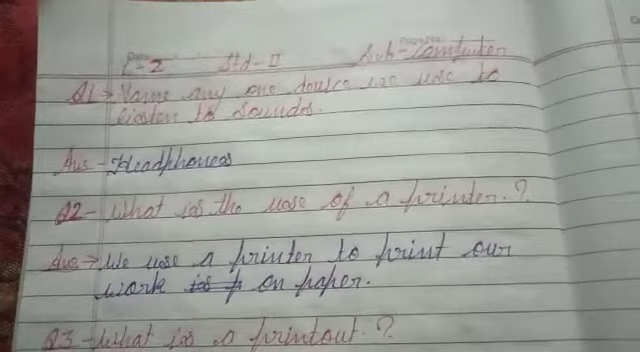 L-2 Std-II Sub-Computer
Q1→Name any one device we use to
listen to sounds.
Ans-Headphones
Q2-What is the use of a printer.?
Ans→We use a printer to print our
work on paper.
Q3-What is a printout.?